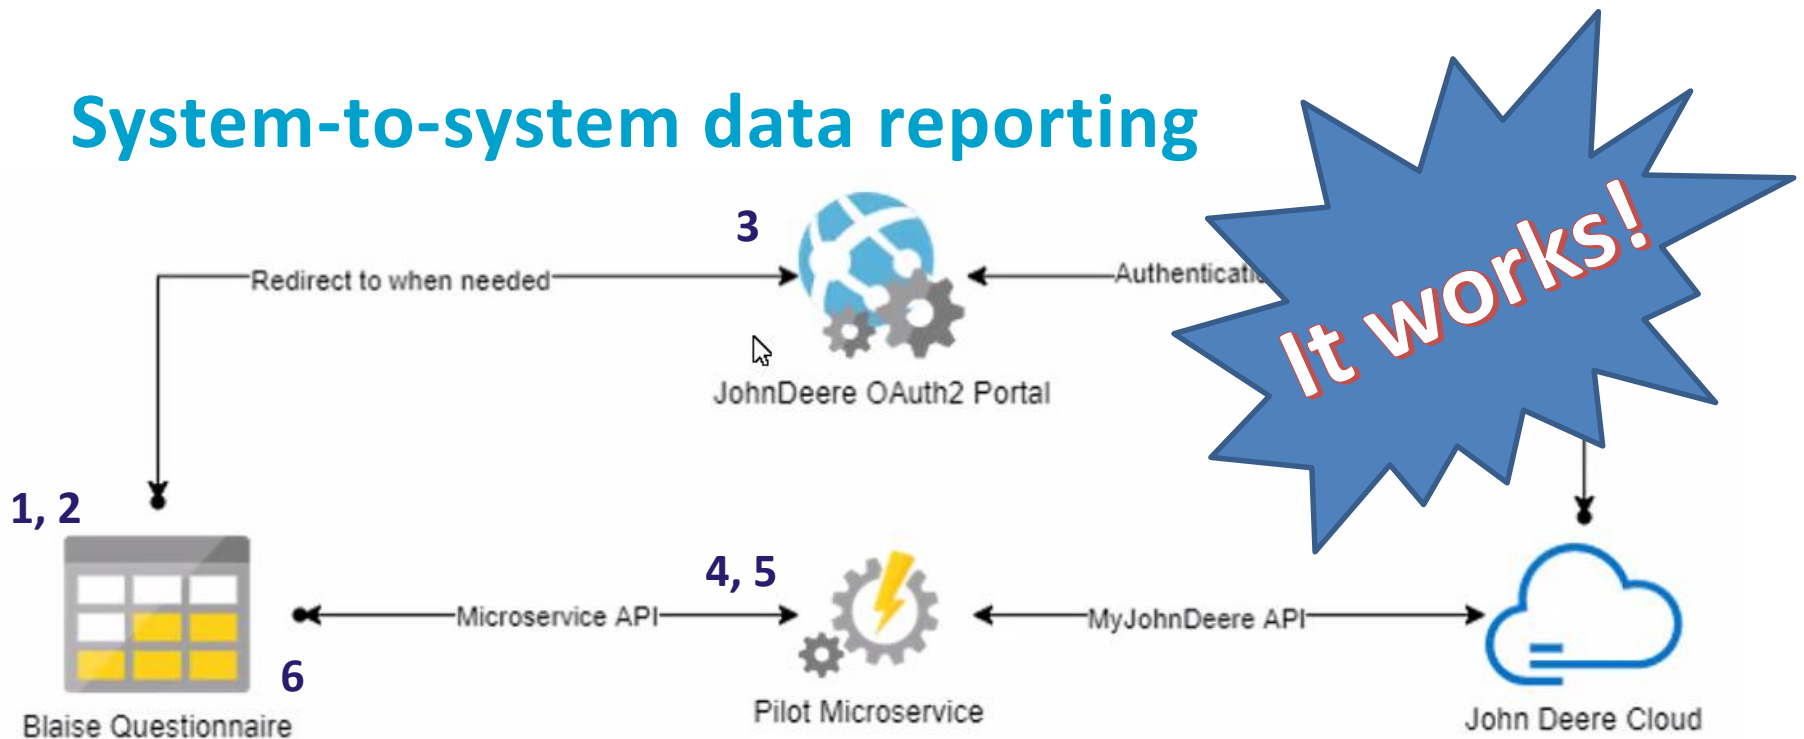 System-to-system data reporting
It works!
3
Redirect to when needed
JohnDeere OAuth2 Portal
1, 2
4, 5
Microservice API
MyJohnDeere API
6
Blaise Questionnaire
Pilot Microservice
John Deere Cloud